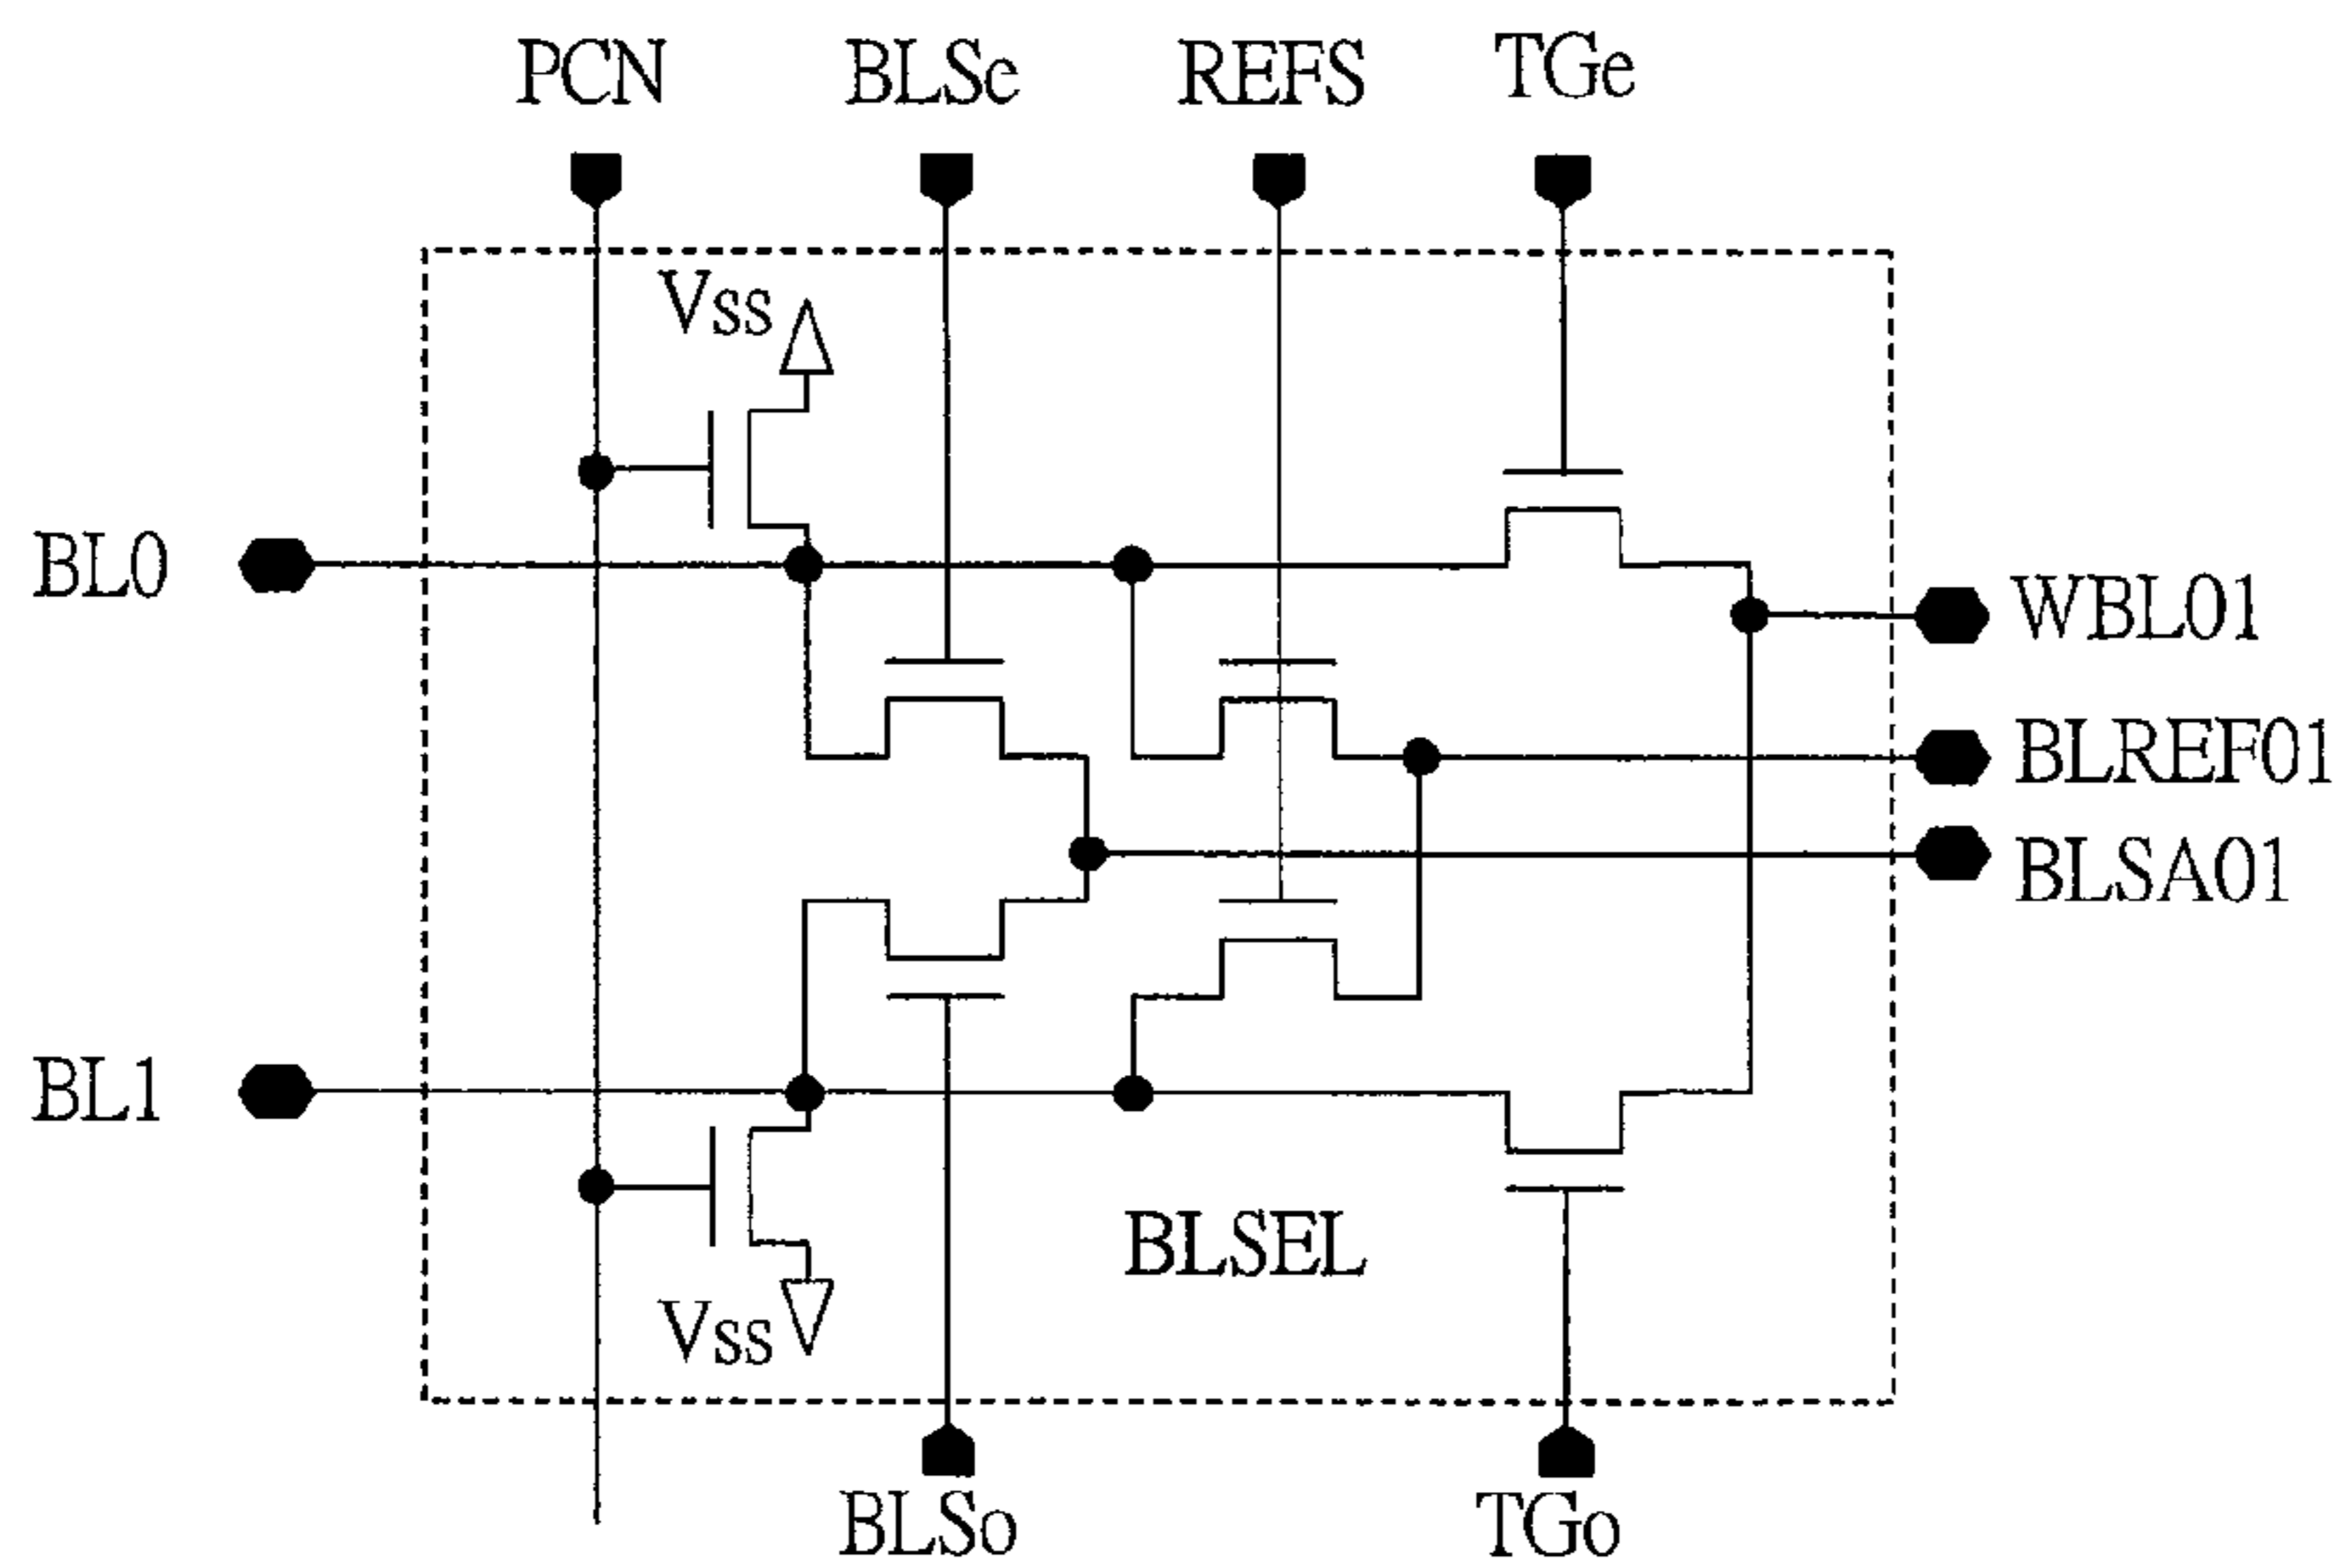 PCN
BLSe
REFS
TGe
Vss
BL0
WBL01
BLREF01
BLSA01
BL1
BLSEL
Vss
BLSo
TGo